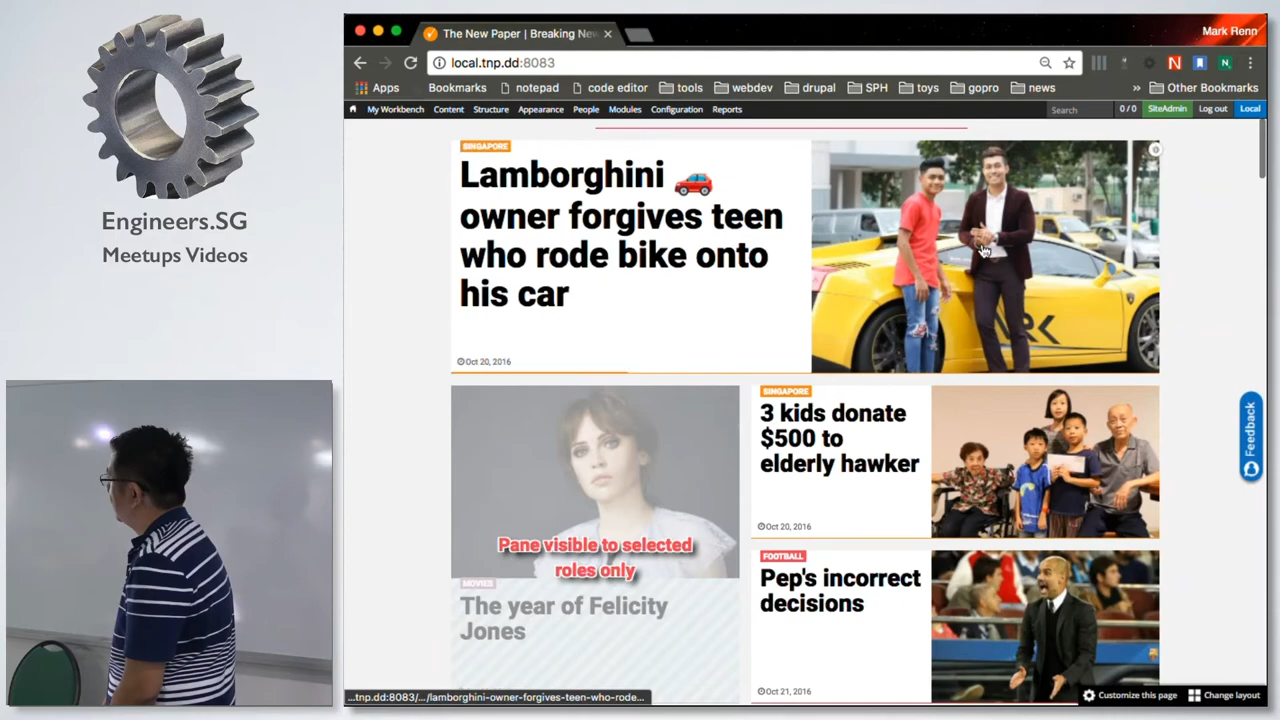 Engineers.SG
Meetups Videos
The New Paper | Breaking Ne
Mark Renn
local.tnp.dd:8083
Apps Bookmarks notepad code editor tools webdev drupal SPH toys gopro news » Other Bookmarks
My Workbench Content Structure Appearance People Modules Configuration Reports Search 0 / 0 SiteAdmin Log out Local
SINGAPORE
Lamborghini
owner forgives teen
who rode bike onto
his car
Oct 20, 2016
RK
Pane visible to selected
roles only
MOVIES
The year of Felicity
Jones
SINGAPORE
3 kids donate
$500 to
elderly hawker
Oct 20, 2016
FOOTBALL
Pep's incorrect
decisions
Oct 21, 2016
Feedback
...tnp.dd:8083/.../lamborghini-owner-forgives-teen-who-rode...
Customize this page Change layout